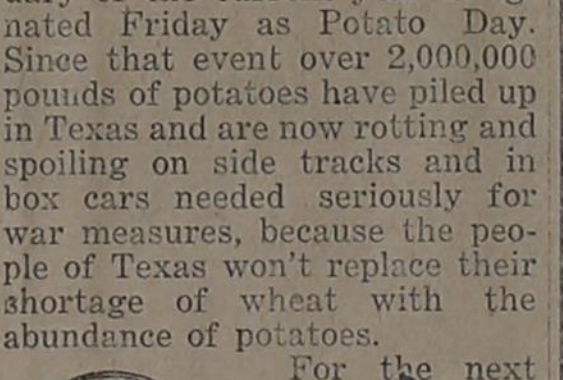 nated Friday as Potato Day.
Since that event over 2,000,000
pounds of potatoes have piled up
in Texas and are now rotting and
spoiling on side tracks and in
box cars needed seriously for
war measures, because the peo-
ple of Texas won't replace their
shortage of wheat with the
abundance of potatoes.
For the next